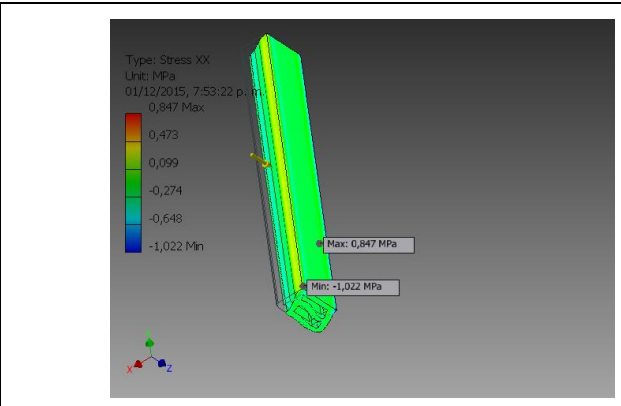 Type: Stress XX
Unit: MPa
01/12/2015, 7:53:22 p. m.
0,847 Max
0,473
0,099
-0,274
-0,648
-1,022 Min
Max: 0,847 MPa
Min: -1,022 MPa
Y
X
Z